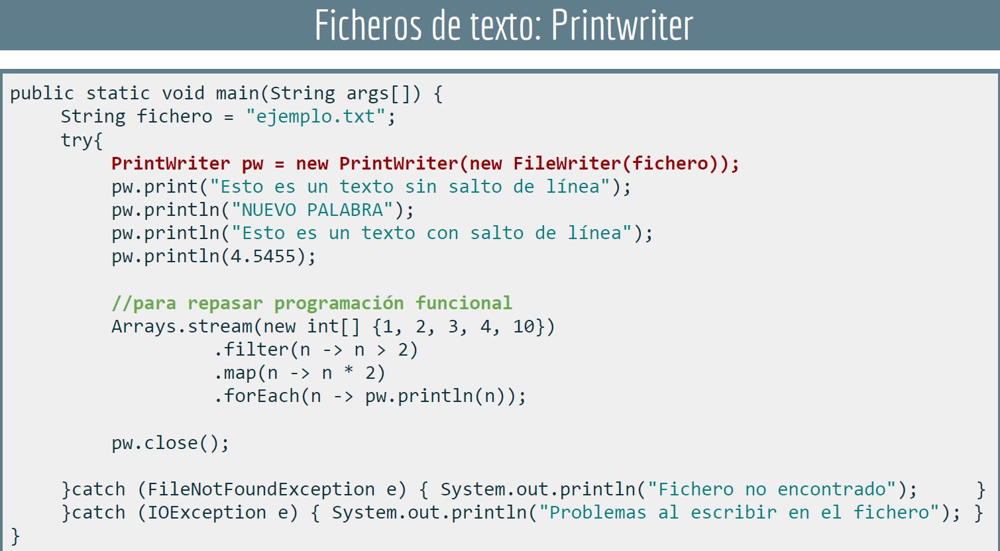 Ficheros de texto: Printwriter
public static void main(String args[]) {
String fichero = "ejemplo.txt";
try{
PrintWriter pw = new PrintWriter(new FileWriter(fichero));
pw.print("Esto es un texto sin salto de línea");
pw.println("NUEVO PALABRA");
pw.println("Esto es un texto con salto de línea");
pw.println(4.5455);
//para repasar programación funcional
Arrays.stream(new int[] {1, 2, 3, 4, 10})
.filter(n -> n > 2)
.map(n -> n * 2)
.forEach(n -> pw.println(n));
pw.close();
}catch (FileNotFoundException e) { System.out.println("Fichero no encontrado"); }
}catch (IOException e) { System.out.println("Problemas al escribir en el fichero"); }
}